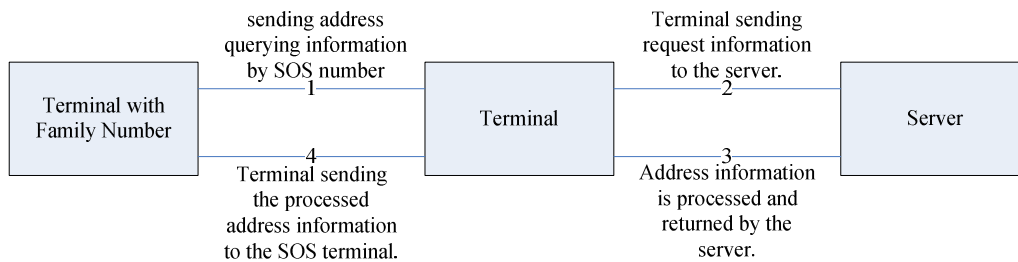 sending address
querying information
by SOS number
1
Terminal sending
request information
to the server.
2
Terminal with
Family Number
Terminal
Server
4
Terminal sending
the processed
address information
to the SOS terminal.
3
Address information
is processed and
returned by the
server.